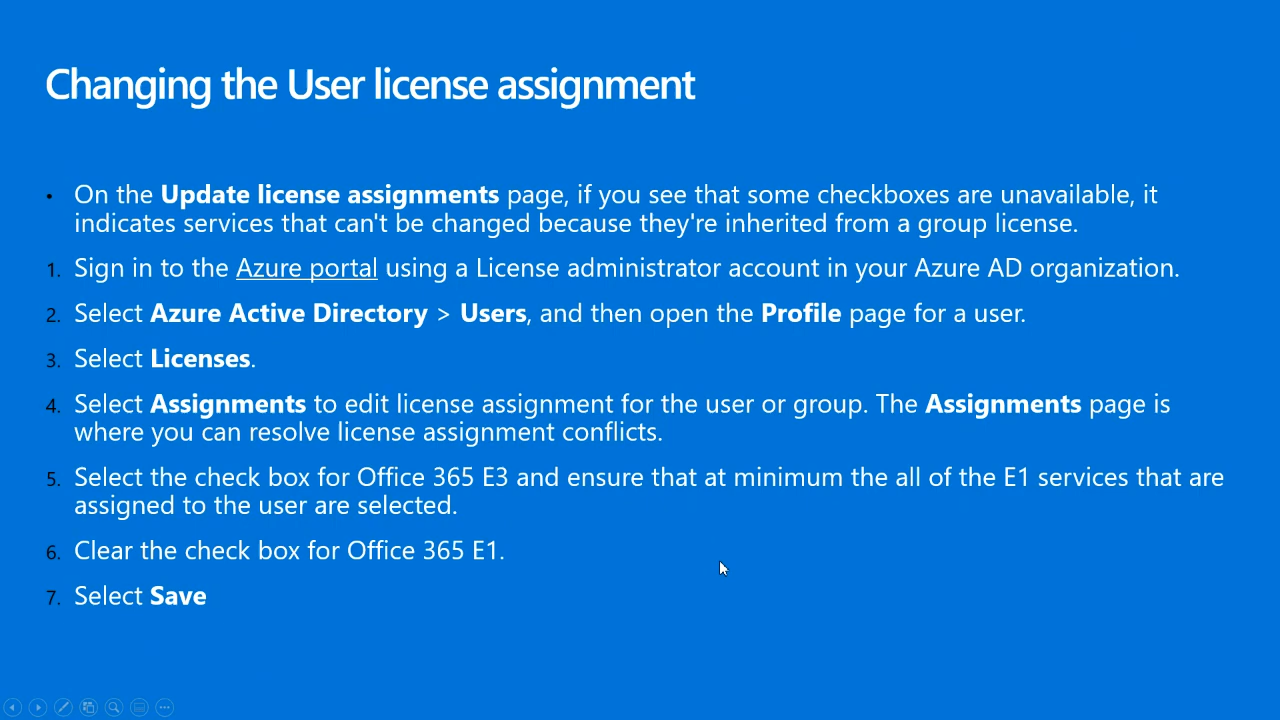 Changing the User license assignment
• On the Update license assignments page, if you see that some checkboxes are unavailable, it
indicates services that can't be changed because they're inherited from a group license.
1. Sign in to the Azure portal using a License administrator account in your Azure AD organization.
2. Select Azure Active Directory > Users, and then open the Profile page for a user.
3. Select Licenses.
4. Select Assignments to edit license assignment for the user or group. The Assignments page is
where you can resolve license assignment conflicts.
5. Select the check box for Office 365 E3 and ensure that at minimum the all of the E1 services that are
assigned to the user are selected.
6. Clear the check box for Office 365 E1.
7. Select Save